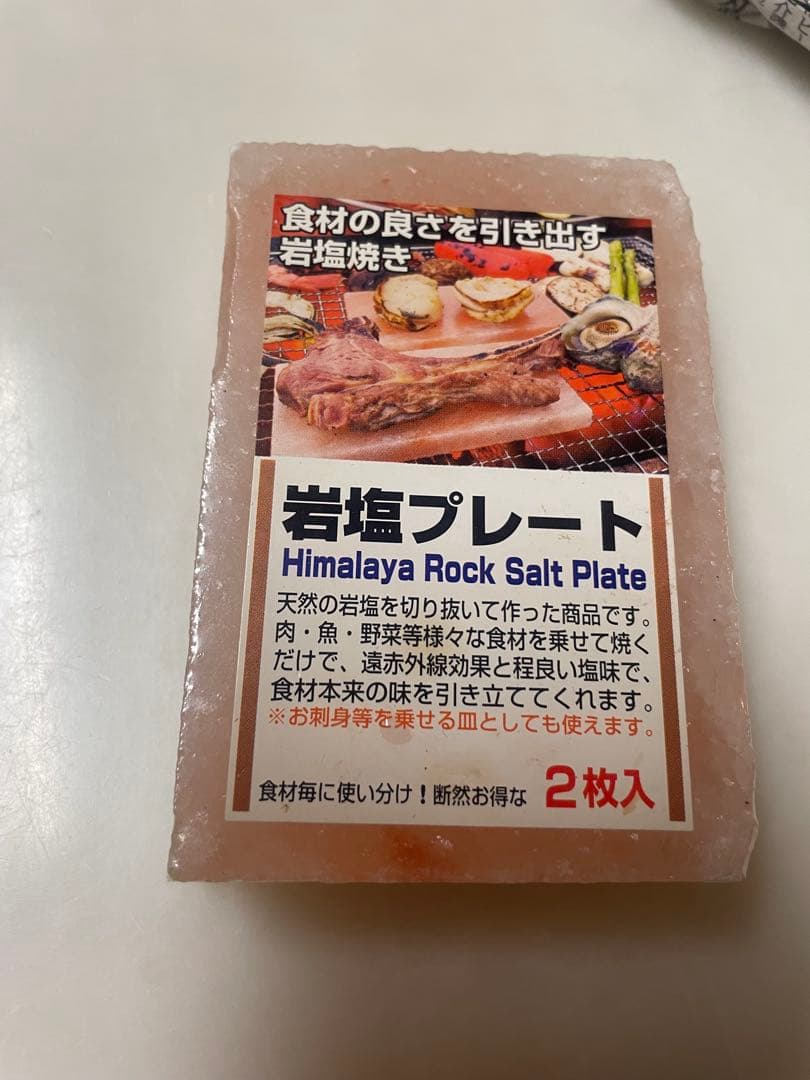 食材の良さを引き出す
岩塩焼き
岩塩プレート
Himalaya Rock Salt Plate
天然の岩塩を切り抜いて作った商品です。
肉・魚・野菜等様々な食材を乗せて焼く
だけで、遠赤外線効果と程良い塩味で、
食材本来の味を引き立ててくれます。
※お刺身等を乗せる皿としても使えます。
食材毎に使い分け！断然お得な 2枚入